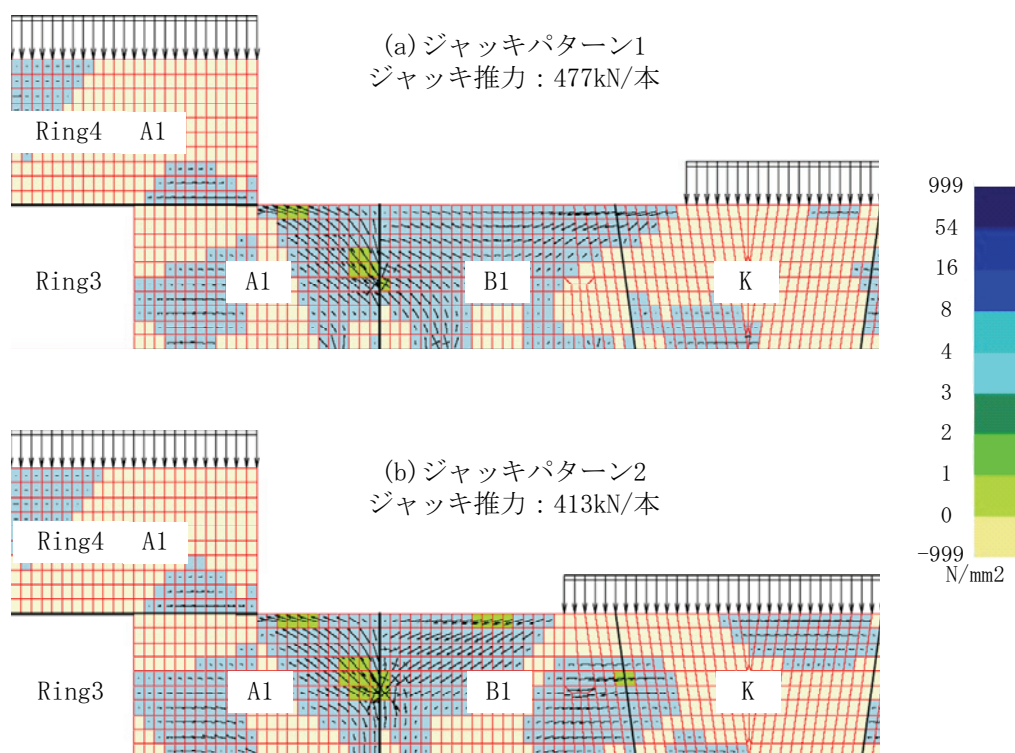 (a)ジャッキパターン1
ジャッキ推力：477kN/本
Ring4 A1
Ring3
A1
B1
K
999
54
16
8
4
3
2
1
0
-999
N/mm2
(b)ジャッキパターン2
ジャッキ推力：413kN/本
Ring4 A1
Ring3
A1
B1
K